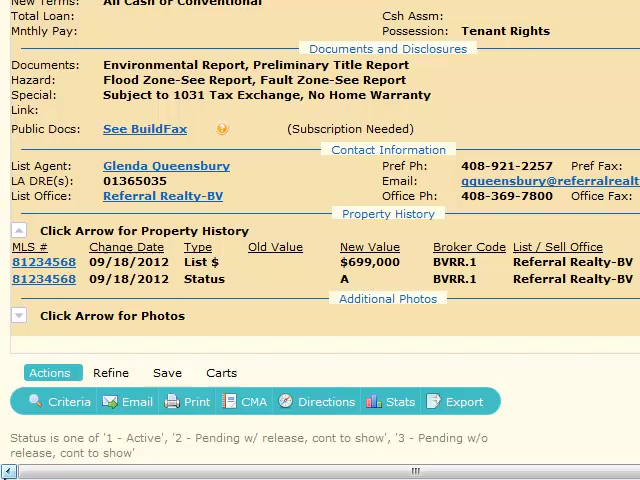 New Terms: All Cash or Conventional
Total Loan: Csh Assm:
Mnthly Pay: Possession: Tenant Rights
Documents and Disclosures
Documents: Environmental Report, Preliminary Title Report
Hazard: Flood Zone-See Report, Fault Zone-See Report
Special: Subject to 1031 Tax Exchange, No Home Warranty
Link:
Public Docs: See BuildFax (Subscription Needed)
Contact Information
List Agent: Glenda Queensbury Pref Ph: 408-921-2257 Pref Fax:
LA DRE(s): 01365035 Email: gqueensbury@referralrealt
List Office: Referral Realty-BV Office Ph: 408-369-7800 Office Fax:
Property History
Click Arrow for Property History
MLS # Change Date Type Old Value New Value Broker Code List / Sell Office
81234568 09/18/2012 List $ $699,000 BVRR.1 Referral Realty-BV
81234568 09/18/2012 Status A BVRR.1 Referral Realty-BV
Additional Photos
Click Arrow for Photos
Actions Refine Save Carts
Criteria Email Print CMA Directions Stats Export
Status is one of '1 - Active', '2 - Pending w/ release, cont to show', '3 - Pending w/o
release, cont to show'